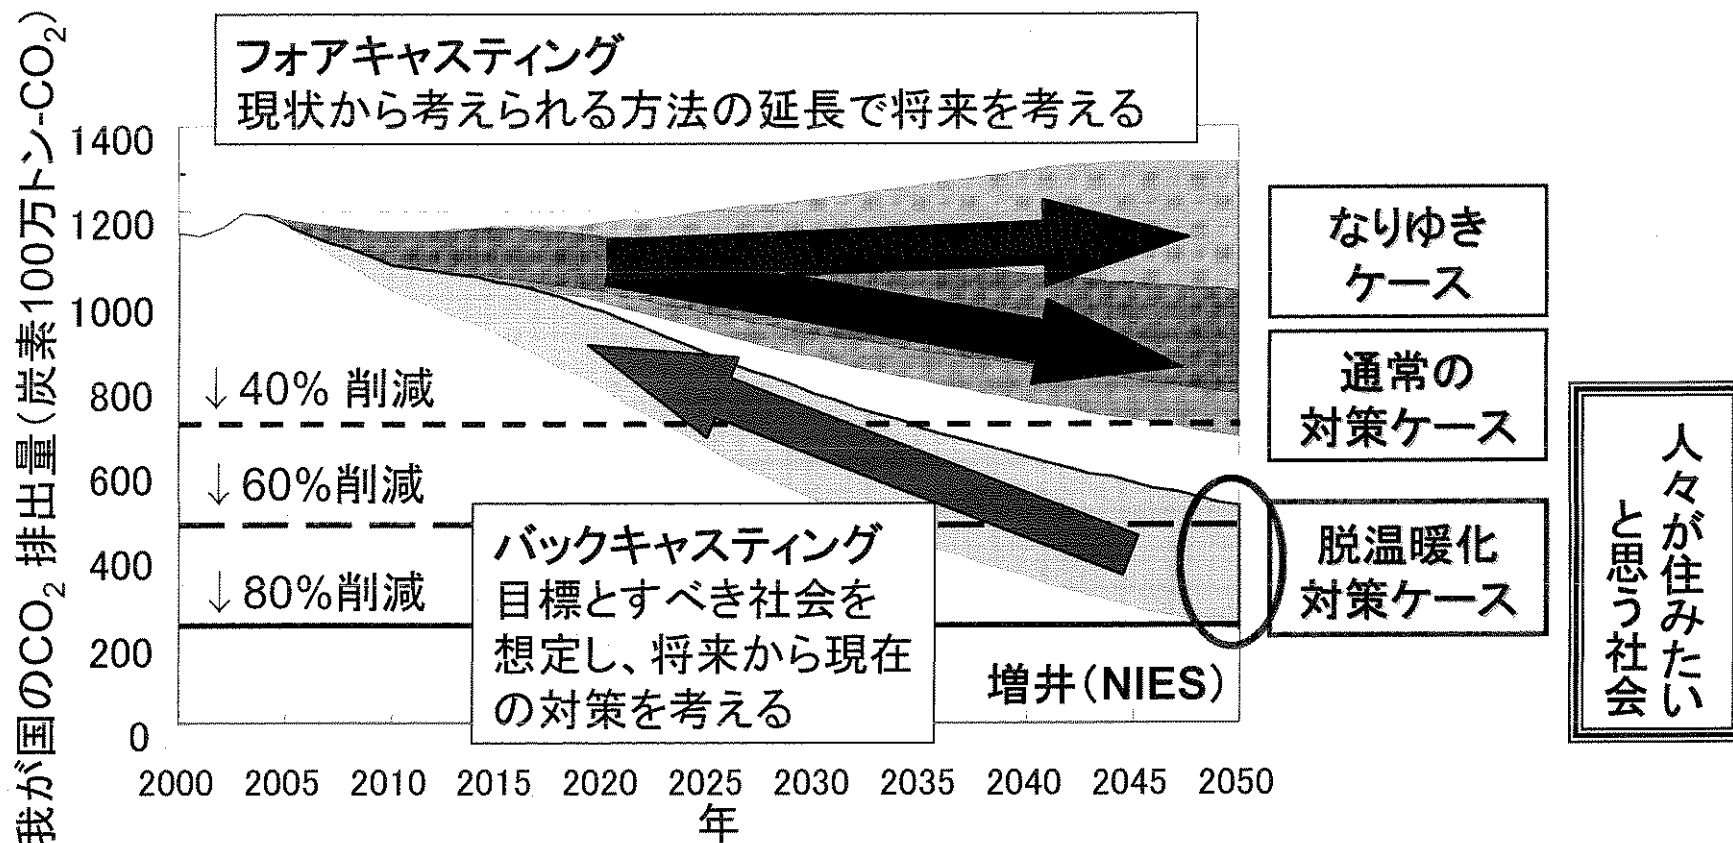 我が国のCO₂ 排出量(炭素100万トン-CO₂)
フォアキャスティング
現状から考えられる方法の延長で将来を考える
1400
1200
1000
800
600
400
200
0
↓40% 削減
↓60%削減
↓80%削減
バックキャスティング
目標とすべき社会を
想定し、将来から現在
の対策を考える
増井(NIES)
なりゆき
ケース
通常の
対策ケース
脱温暖化
対策ケース
人々が住みたい
と思う社会
2000 2005 2010 2015 2020 2025 2030 2035 2040 2045 2050
年